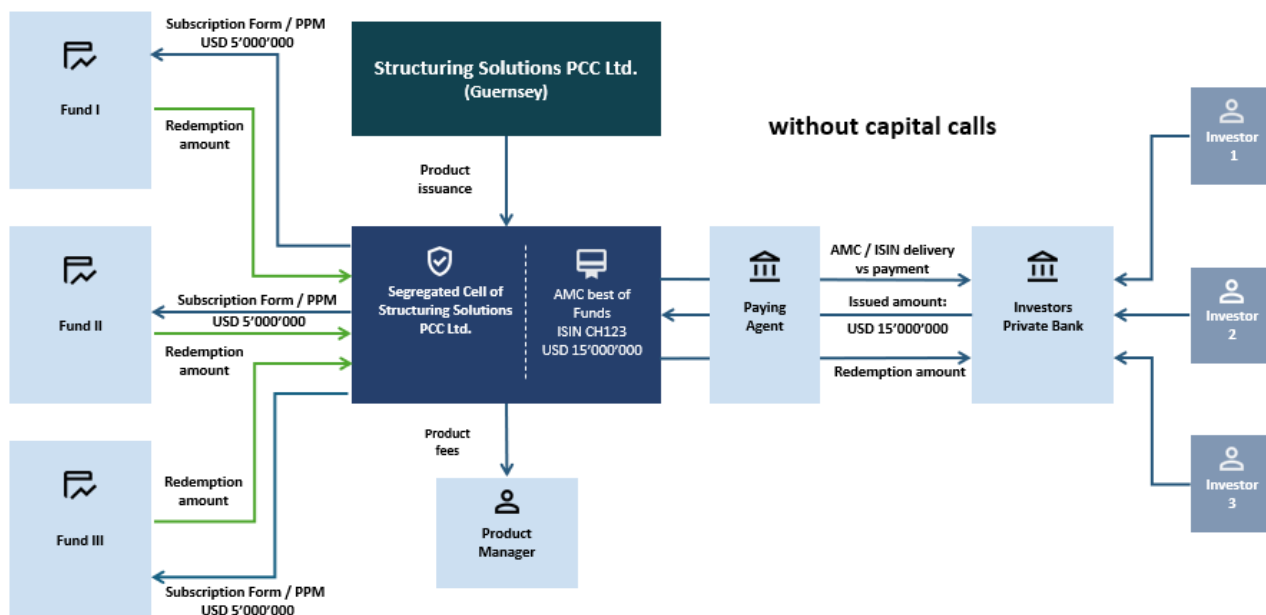 Subscription Form / PPM
USD 5'000'000
Fund I
Redemption
amount
Structuring Solutions PCC Ltd.
(Guernsey)
without capital calls
Product
issuance
Investor
1
Fund II
Subscription Form / PPM
USD 5'000'000
Redemption
amount
Segregated Cell of
Structuring Solutions
PCC Ltd.
AMC best of
Funds
ISIN CH123
USD 15'000'000
Paying
Agent
AMC / ISIN delivery
vs payment
Issued amount:
USD 15'000'000
Redemption amount
Investors
Private Bank
Investor
2
Fund III
Redemption
amount
Subscription Form / PPM
USD 5'000'000
Product
fees
Product
Manager
Investor
3